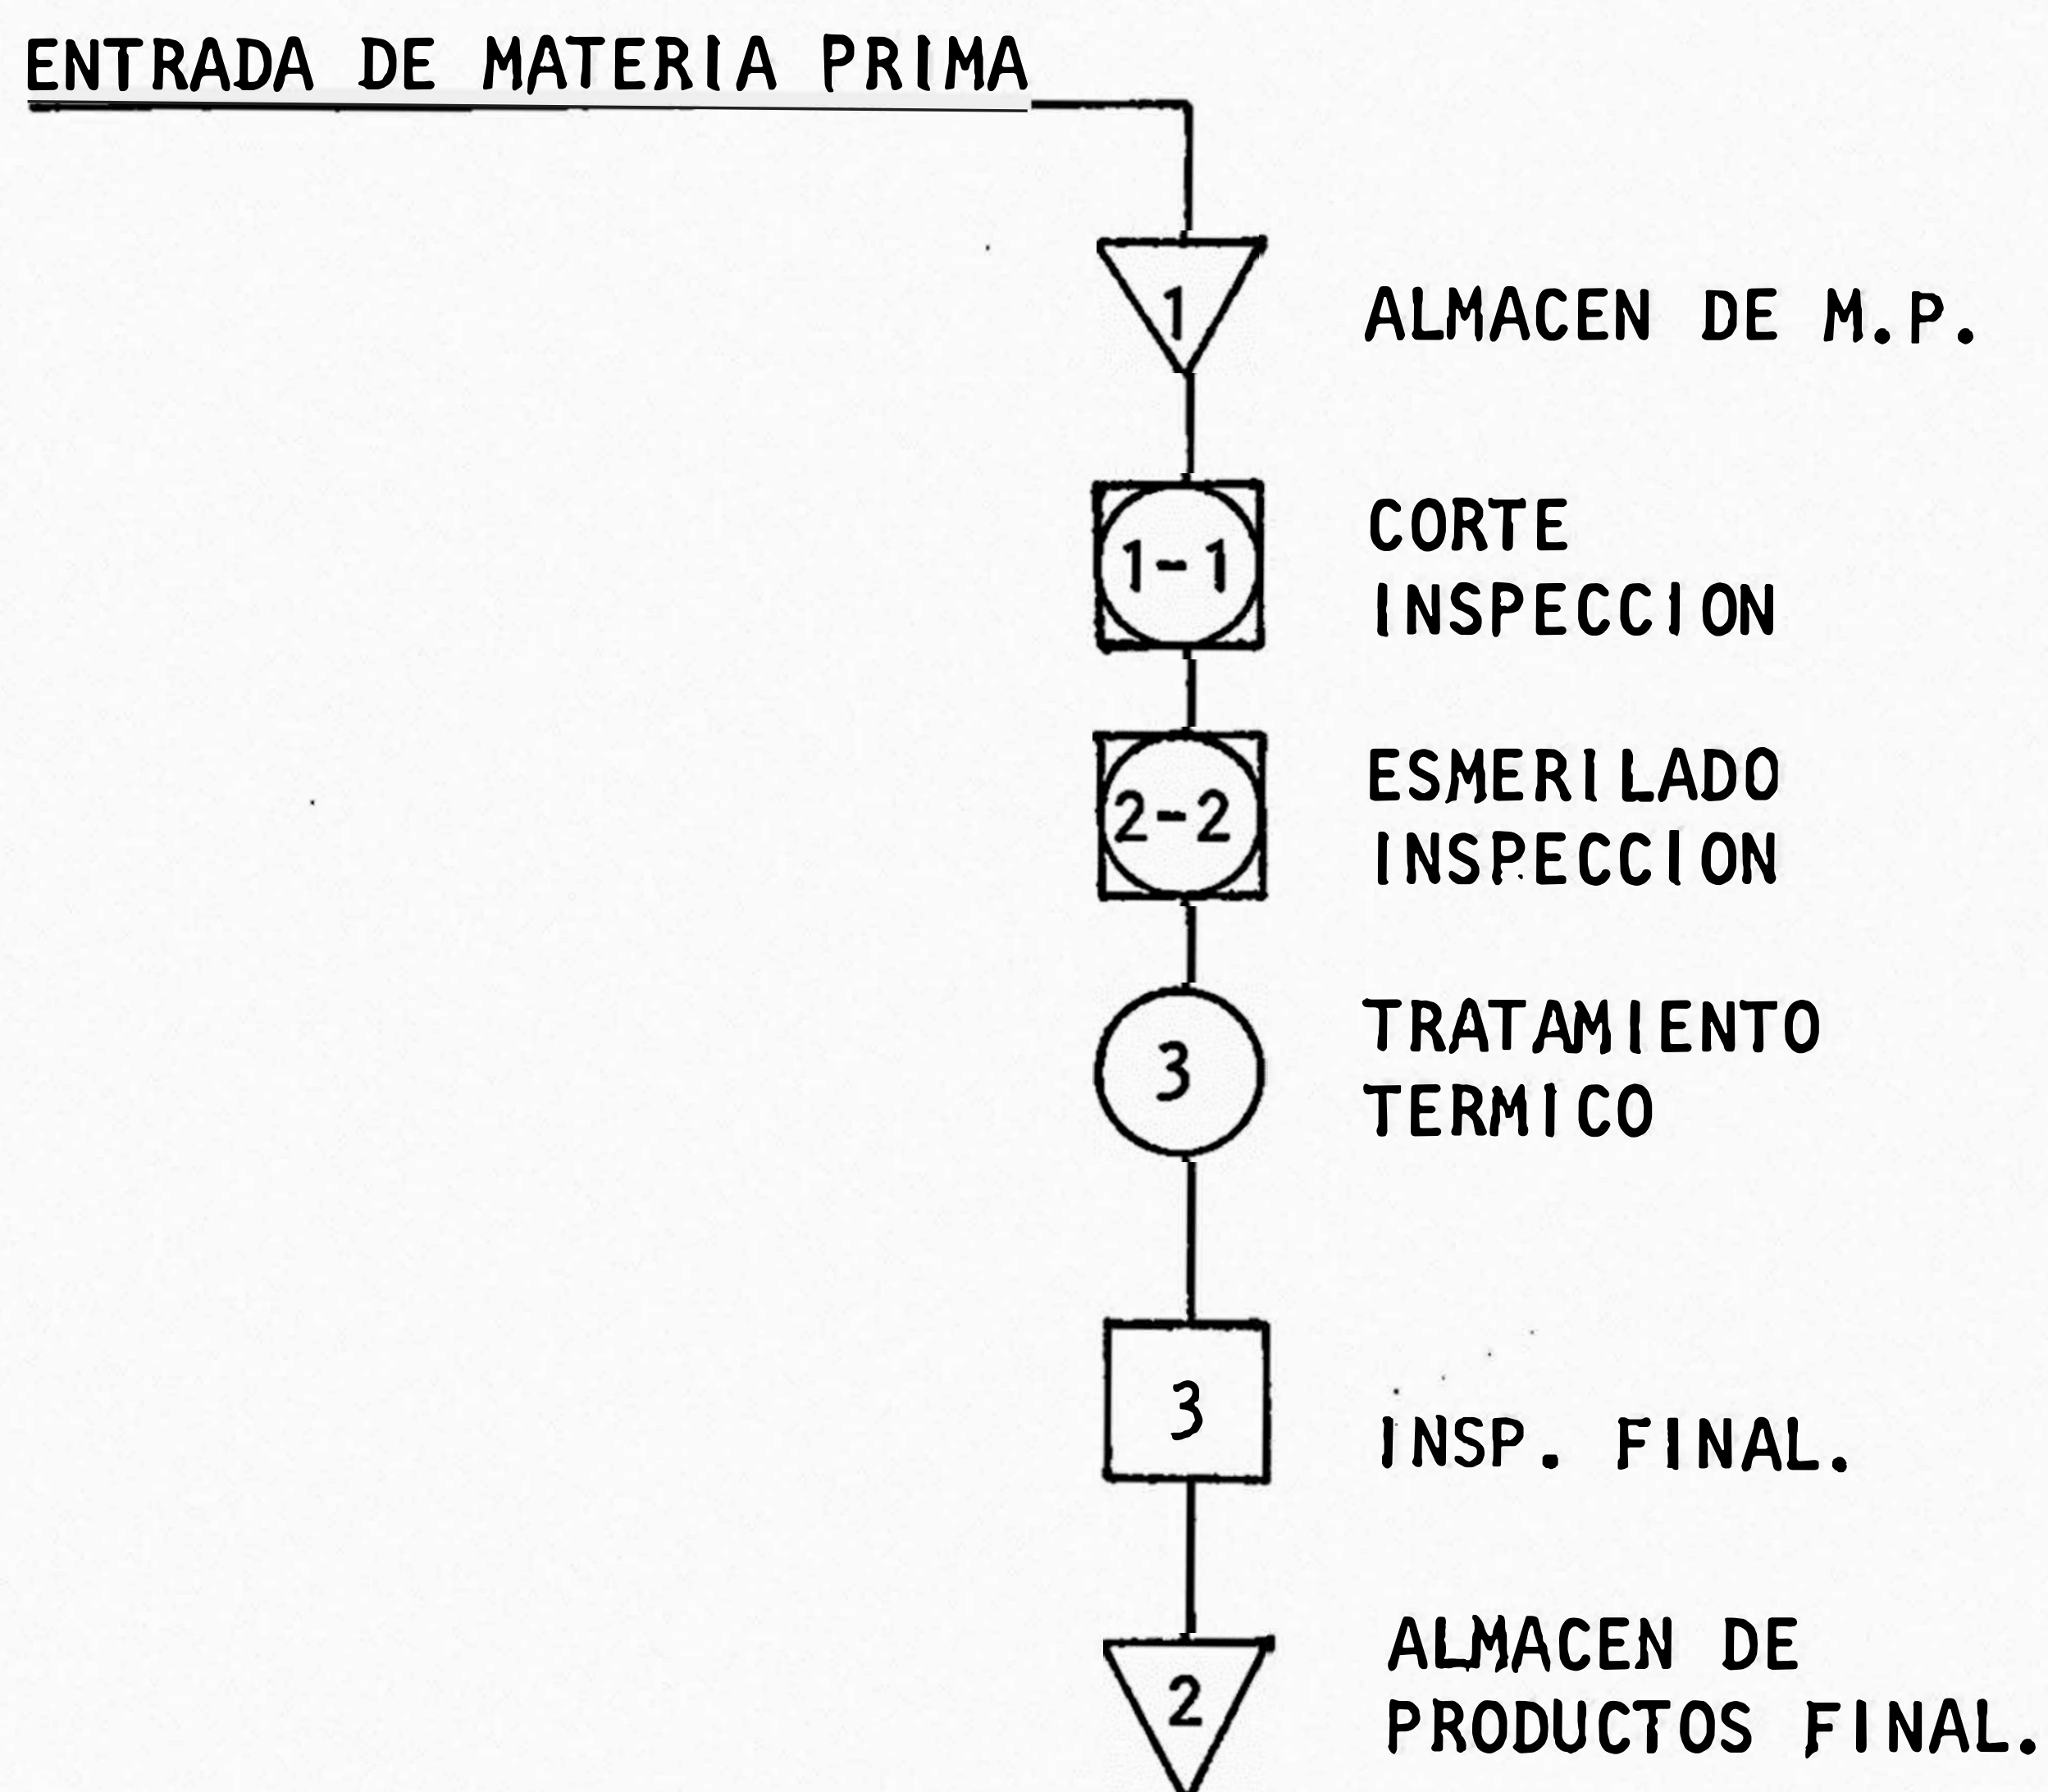 ENTRADA DE MATERIA PRIMA
1
ALMACEN DE M.P.
1-1
CORTE
INSPECCION
2-2
ESMERILADO
INSPECCION
3
TRATAMIENTO
TERMICO
3
INSP. FINAL.
2
ALMACEN DE
PRODUCTOS FINAL.